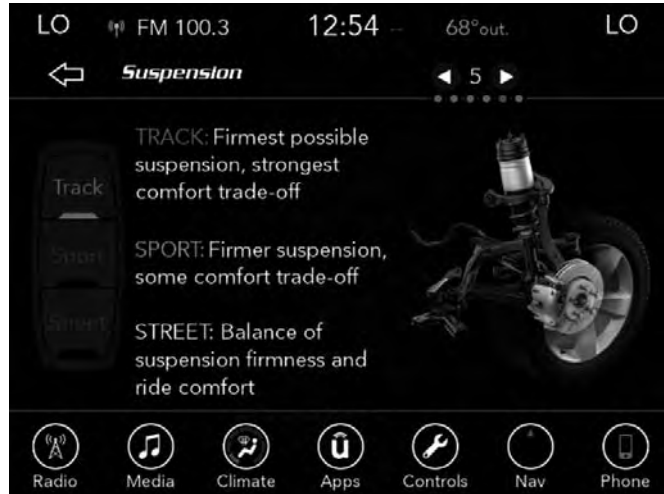 LO FM 100.3 12:54 -- 68°out. LO
Suspension 5
TRACK: Firmest possible
suspension, strongest
comfort trade-off
Track
SPORT: Firmer suspension,
some comfort trade-off
Sport
STREET: Balance of
suspension firmness and
ride comfort
Street
Radio Media Climate Apps Controls Nav Phone